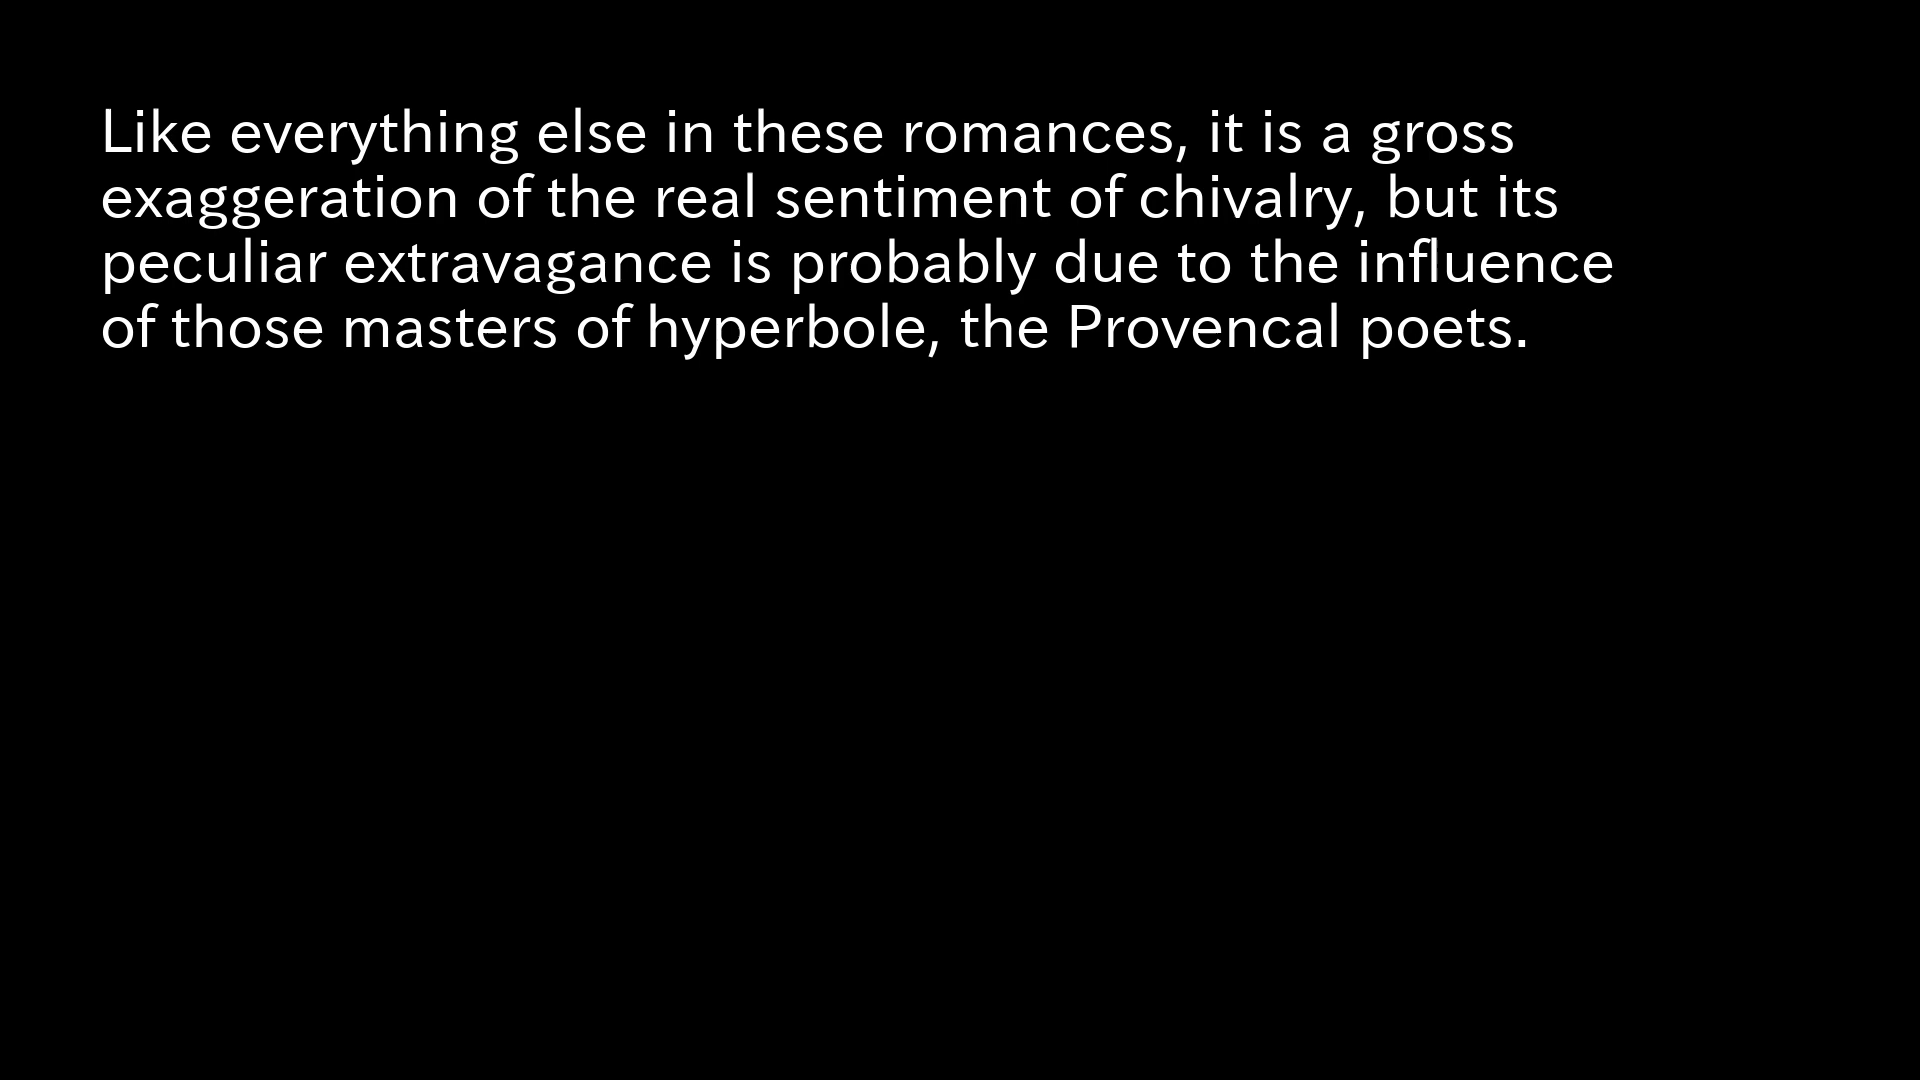 Like everything else in these romances, it is a gross
exaggeration of the real sentiment of chivalry, but its
peculiar extravagance is probably due to the influence
of those masters of hyperbole, the Provencal poets.